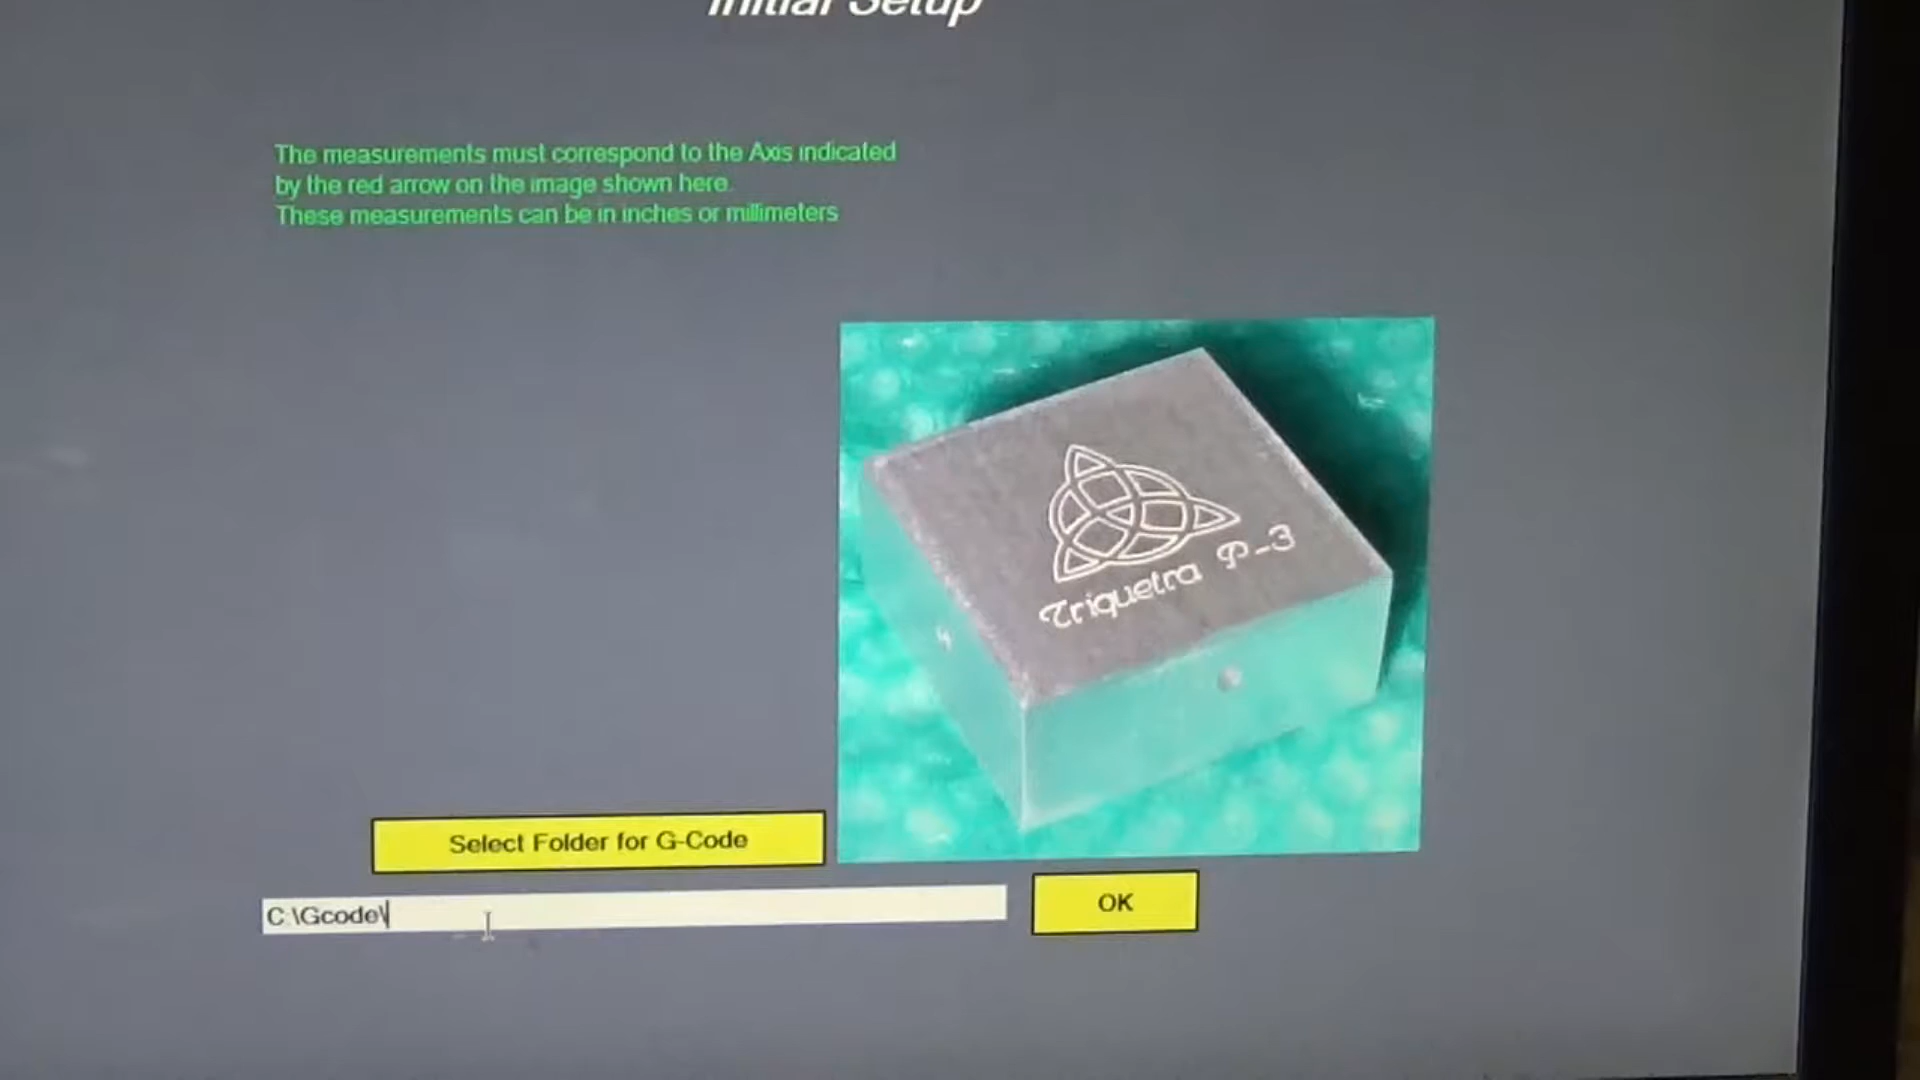 Initial Setup
The measurements must correspond to the Axis indicated
by the red arrow on the image shown here.
These measurements can be in inches or millimeters
Triquetra P-3
4
Select Folder for G-Code
C:\Gcode\
OK